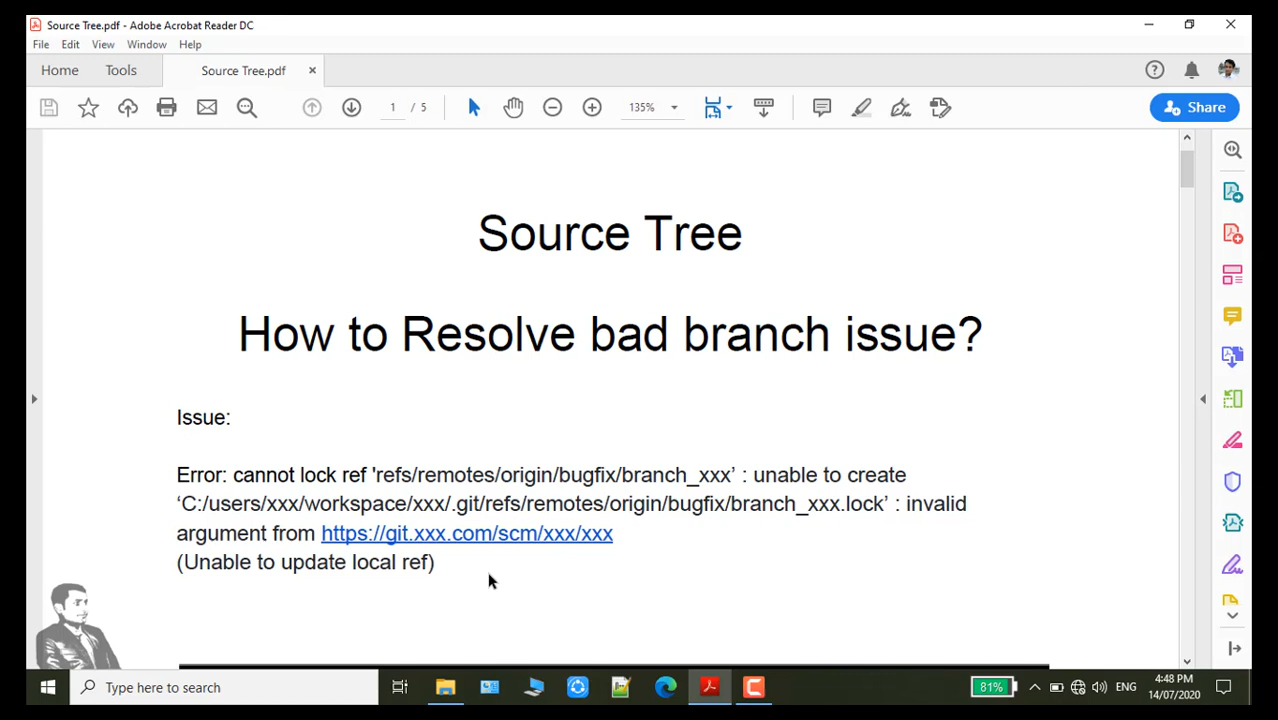 Source Tree.pdf - Adobe Acrobat Reader DC
File Edit View Window Help
Home Tools Source Tree.pdf
1 / 5 135% Share
Source Tree
How to Resolve bad branch issue?
Issue:
Error: cannot lock ref 'refs/remotes/origin/bugfix/branch_xxx’ : unable to create
‘C:/users/xxx/workspace/xxx/.git/refs/remotes/origin/bugfix/branch_xxx.lock’ : invalid
argument from https://git.xxx.com/scm/xxx/xxx
(Unable to update local ref)
Type here to search
81%
ENG
4:48 PM
14/07/2020